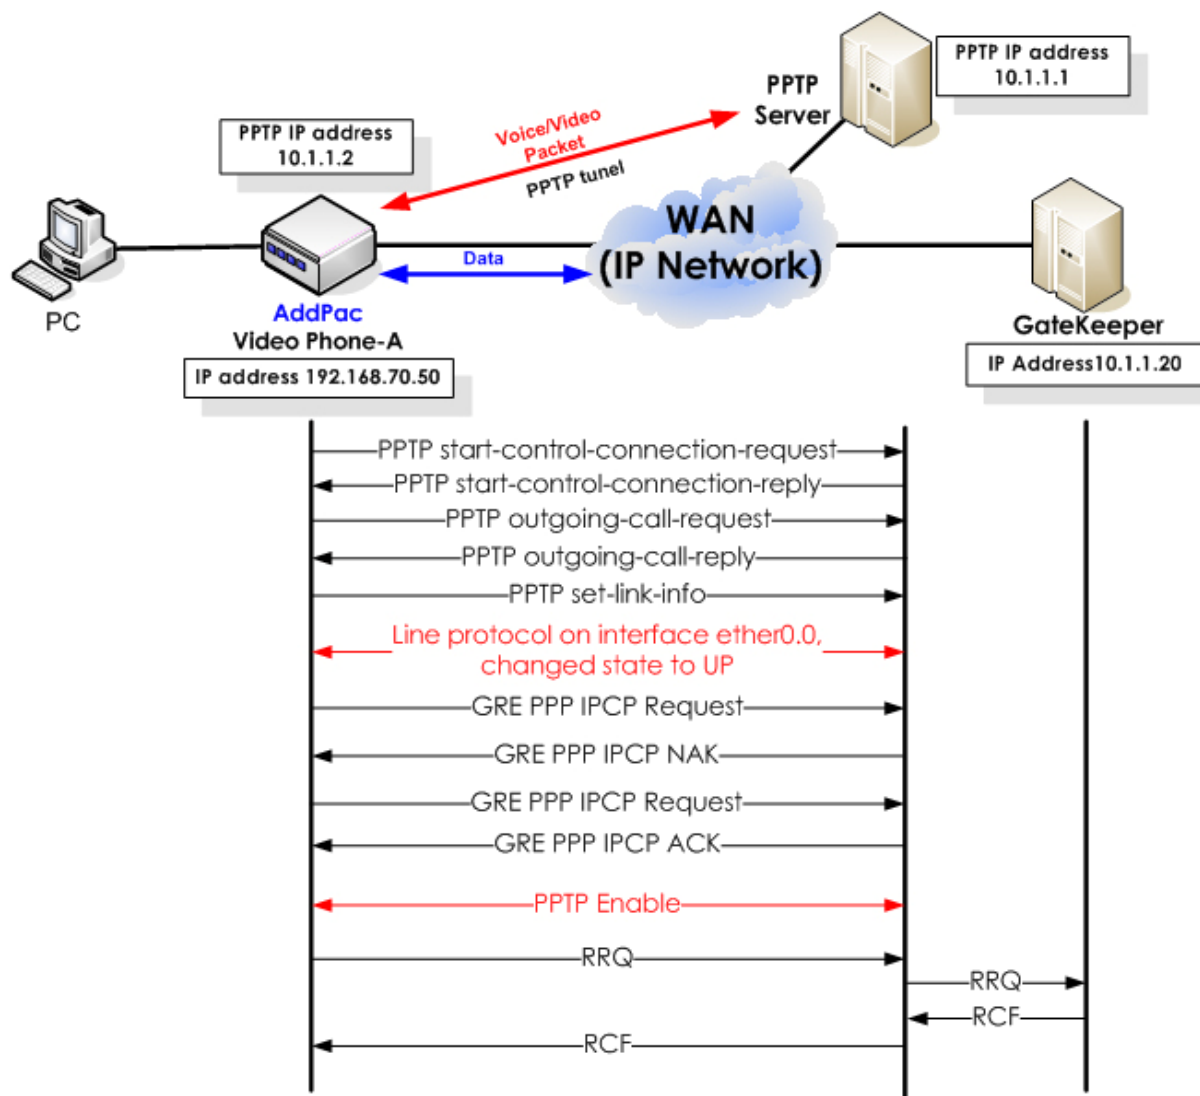 PPTP IP address
10.1.1.1
PPTP
Server
PPTP IP address
10.1.1.2
Voice/Video
Packet
PPTP tunel
WAN
(IP Network)
Data
PC
AddPac
Video Phone-A
IP address 192.168.70.50
GateKeeper
IP Address10.1.1.20
PPTP start-control-connection-request
PPTP start-control-connection-reply
PPTP outgoing-call-request
PPTP outgoing-call-reply
PPTP set-link-info
Line protocol on interface ether0.0,
changed state to UP
GRE PPP IPCP Request
GRE PPP IPCP NAK
GRE PPP IPCP Request
GRE PPP IPCP ACK
PPTP Enable
RRQ
RRQ
RCF
RCF